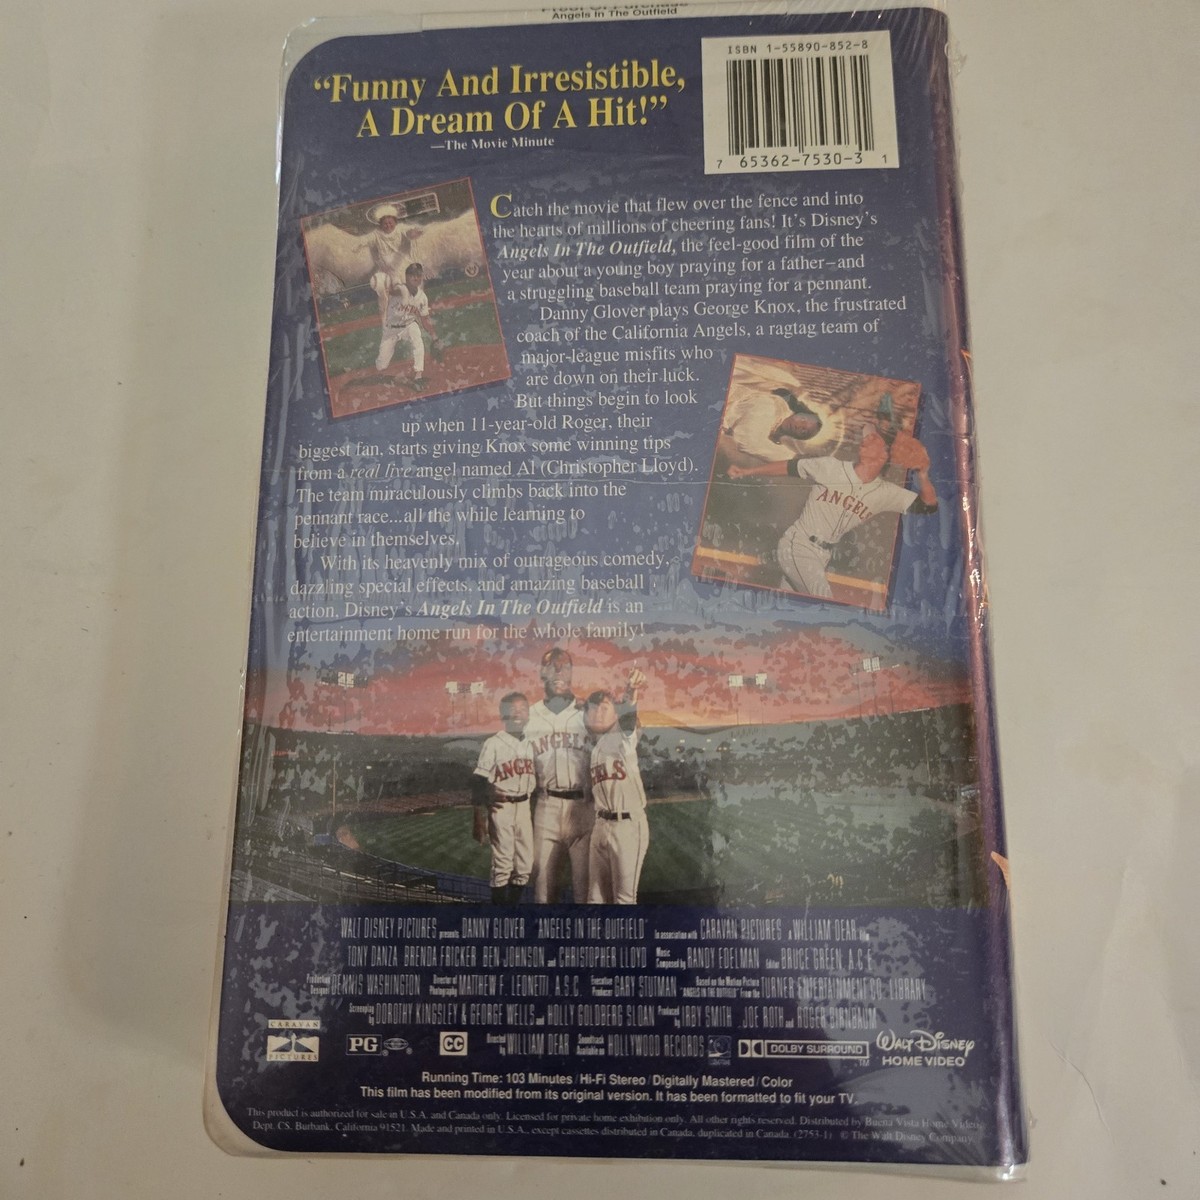 Proof Of Purchase
Angels In The Outfield
ISBN 1-55890-852-8
7 65362-7530-3 1
“Funny And Irresistible,
A Dream Of A Hit!”
—The Movie Minute
Catch the movie that flew over the fence and into
the hearts of millions of cheering fans! It's Disney's
Angels In The Outfield, the feel-good film of the
year about a young boy praying for a father—and
a struggling baseball team praying for a pennant.
Danny Glover plays George Knox, the frustrated
coach of the California Angels, a ragtag team of
major-league misfits who
are down on their luck.
But things begin to look
up when 11-year-old Roger, their
biggest fan, starts giving Knox some winning tips
from a real live angel named Al (Christopher Lloyd).
The team miraculously climbs back into the
pennant race...all the while learning to
believe in themselves.
With its heavenly mix of outrageous comedy,
dazzling special effects, and amazing baseball
action, Disney's Angels In The Outfield is an
entertainment home run for the whole family!
ANGELS
ANGE
ANGEL
ELS
WALT DISNEY PICTURES presents DANNY GLOVER "ANGELS IN THE OUTFIELD" In association with CARAVAN PICTURES A WILLIAM DEAR Film
TONY DANZA BRENDA FRICKER BEN JOHNSON and CHRISTOPHER LLOYD Music Composed by RANDY EDELMAN Editor BRUCE GREEN, A.C.E.
Production Designer DENNIS WASHINGTON Director of Photography MATTHEW F. LEONETTI A.S.C. Executive Producer GARY STUTMAN Based on the Motion Picture "ANGELS IN THE OUTFIELD" From the TURNER ENTERTAINMENT CO. LIBRARY
Screenplay by DOROTHY KINGSLEY & GEORGE WELLS and HOLLY GOLDBERG SLOAN Produced by IRBY SMITH, JOE ROTH and ROGER BIRNBAUM
CARAVAN PICTURES
PG
CC
Directed by WILLIAM DEAR Soundtrack Available on HOLLYWOOD RECORDS
DOLBY SURROUND TM
WALT DISNEY HOME VIDEO
Running Time: 103 Minutes/Hi-Fi Stereo/Digitally Mastered/Color
This film has been modified from its original version. It has been formatted to fit your TV.
This product is authorized for sale in U.S.A. and Canada only. Licensed for private home exhibition only. All other rights reserved. Distributed by Buena Vista Home Video,
Dept. CS, Burbank, California 91521. Made and printed in U.S.A., except cassettes distributed in Canada, duplicated in Canada. (2753-1) © The Walt Disney Company.